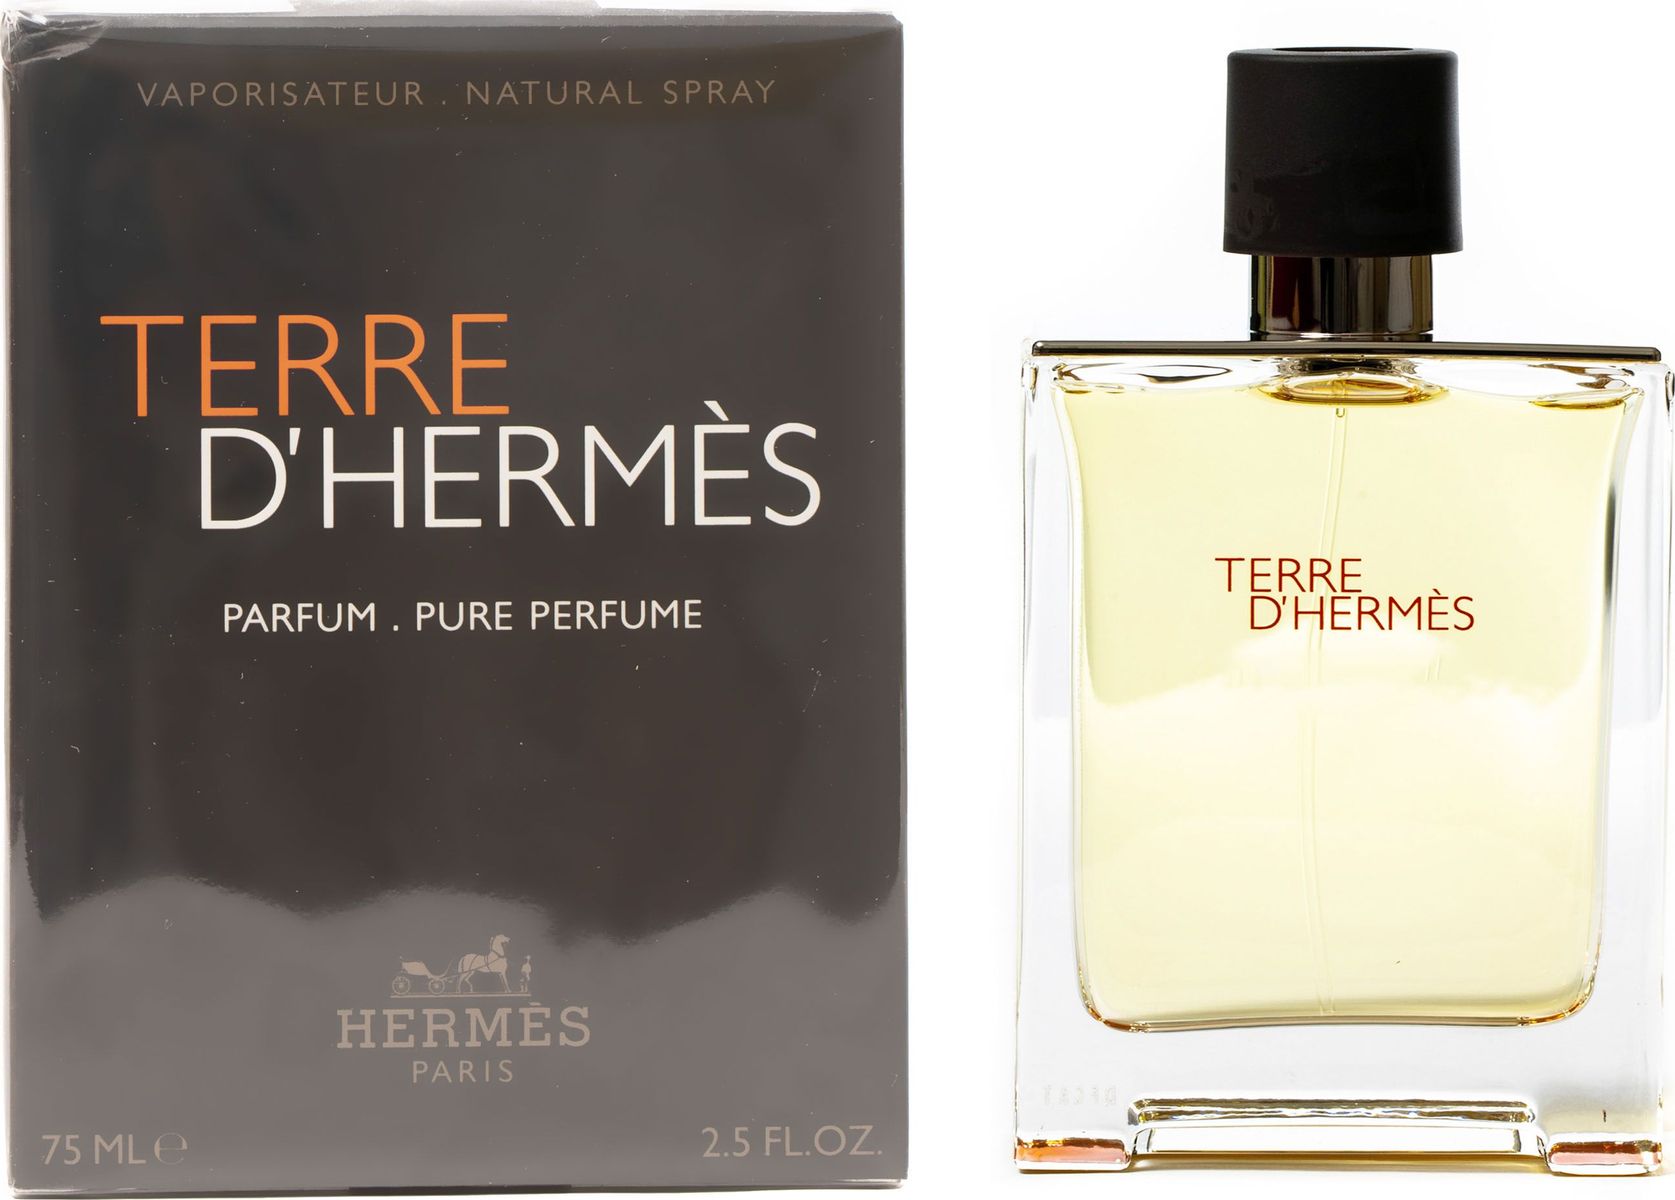 VAPORISATEUR . NATURAL SPRAY
TERRE
D'HERMÈS
PARFUM . PURE PERFUME
HERMÈS
PARIS
75 ML ℮
2.5 FL.OZ.
TERRE
D'HERMÈS